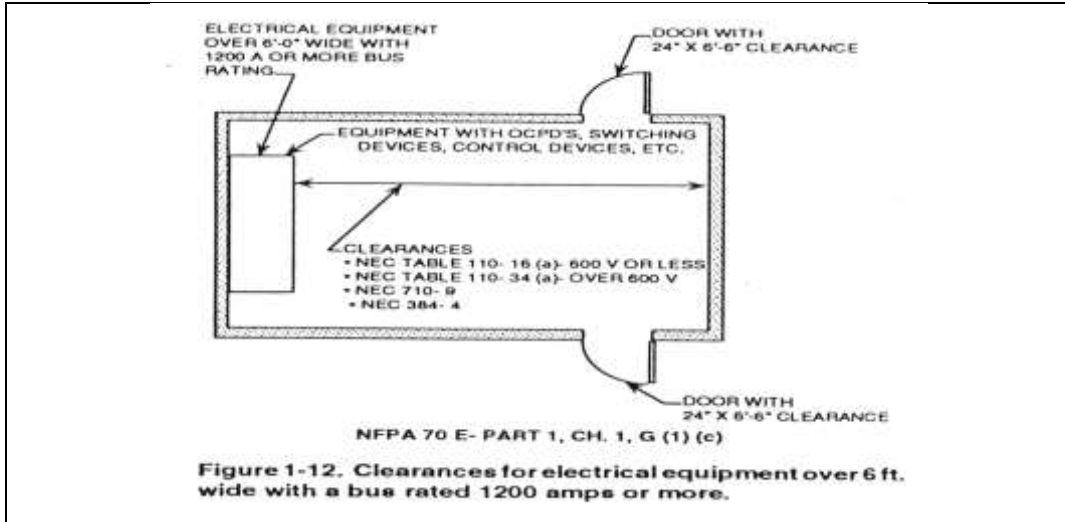 ELECTRICAL EQUIPMENT
OVER 6'-0" WIDE WITH
1200 A OR MORE BUS
RATING
DOOR WITH
24" X 6'-6" CLEARANCE
EQUIPMENT WITH OCPD'S, SWITCHING
DEVICES, CONTROL DEVICES, ETC.
CLEARANCES
• NEC TABLE 110- 16 (a)- 600 V OR LESS
• NEC TABLE 110- 34 (a)- OVER 600 V
• NEC 710- 9
• NEC 384- 4
DOOR WITH
24" X 6'-6" CLEARANCE
NFPA 70 E- PART 1, CH. 1, G (1) (c)
Figure 1-12. Clearances for electrical equipment over 6 ft.
wide with a bus rated 1200 amps or more.